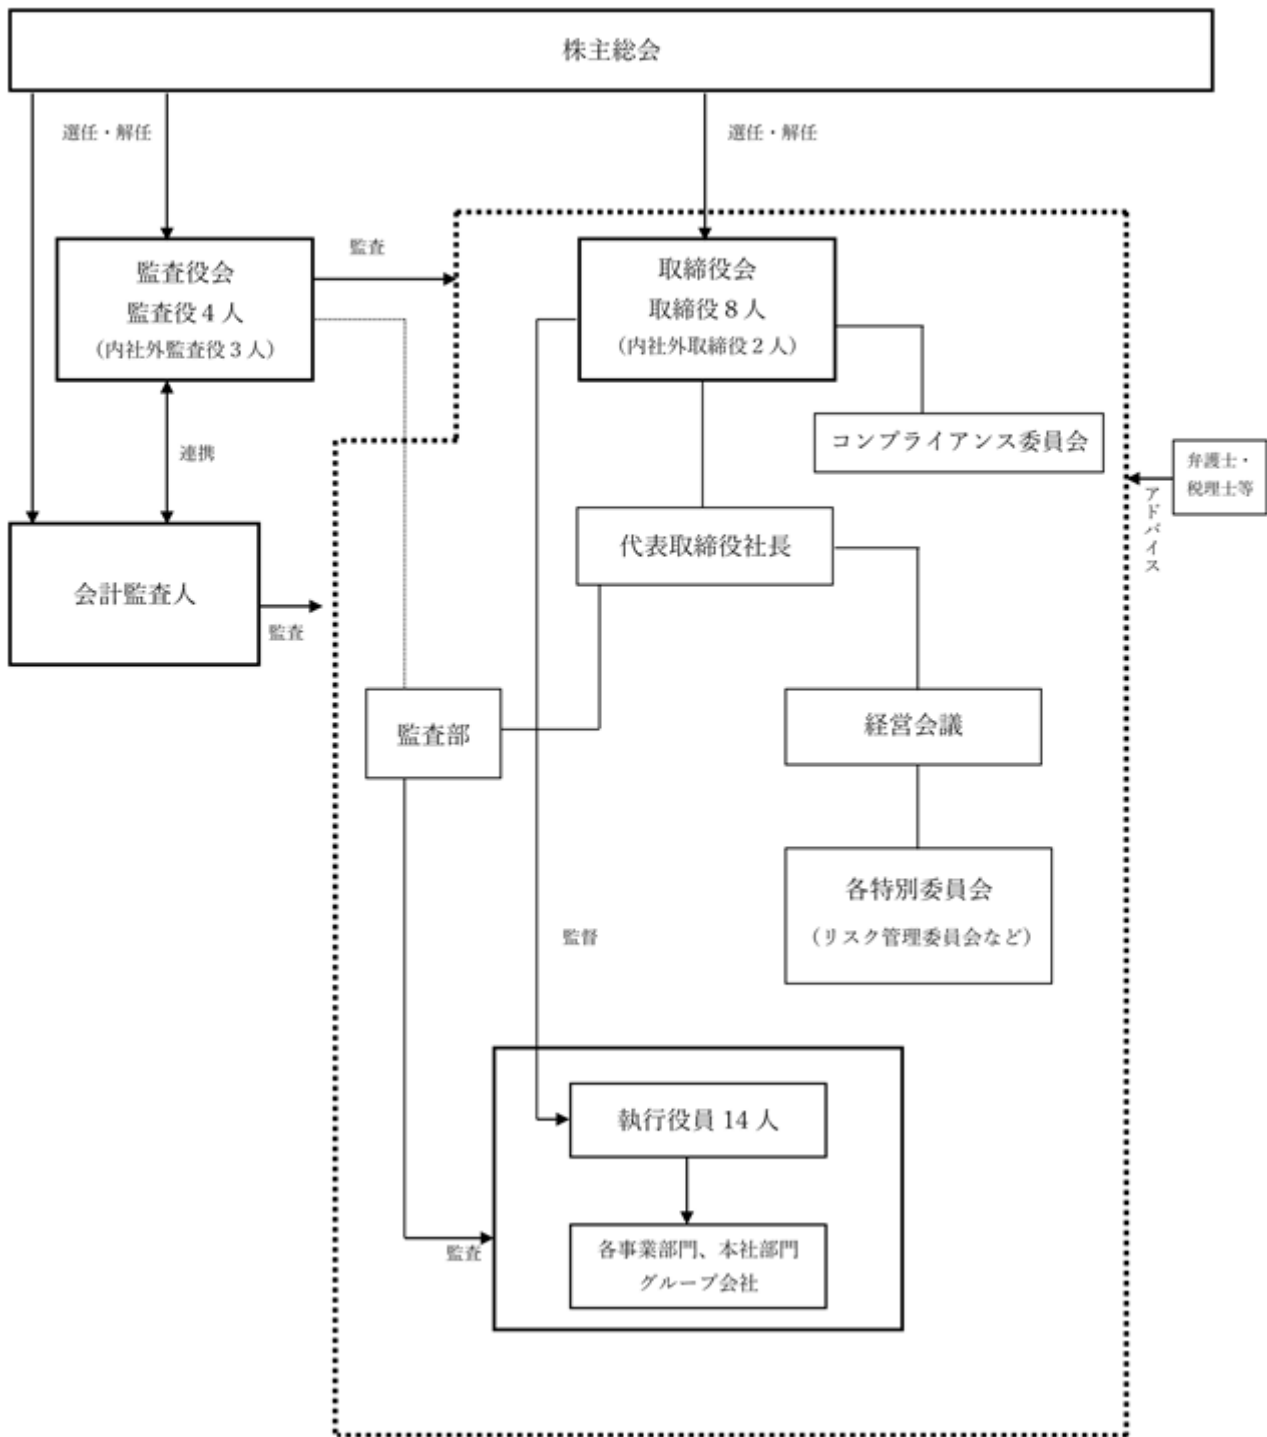 株主総会
選任・解任
選任・解任
監査役会
監査役４人
（内社外監査役３人）
監査
取締役会
取締役８人
（内社外取締役２人）
コンプライアンス委員会
連携
弁護士・
税理士等
アドバイス
代表取締役社長
会計監査人
監査
監査部
経営会議
各特別委員会
（リスク管理委員会など）
監督
執行役員 14 人
各事業部門、本社部門
グループ会社
監査